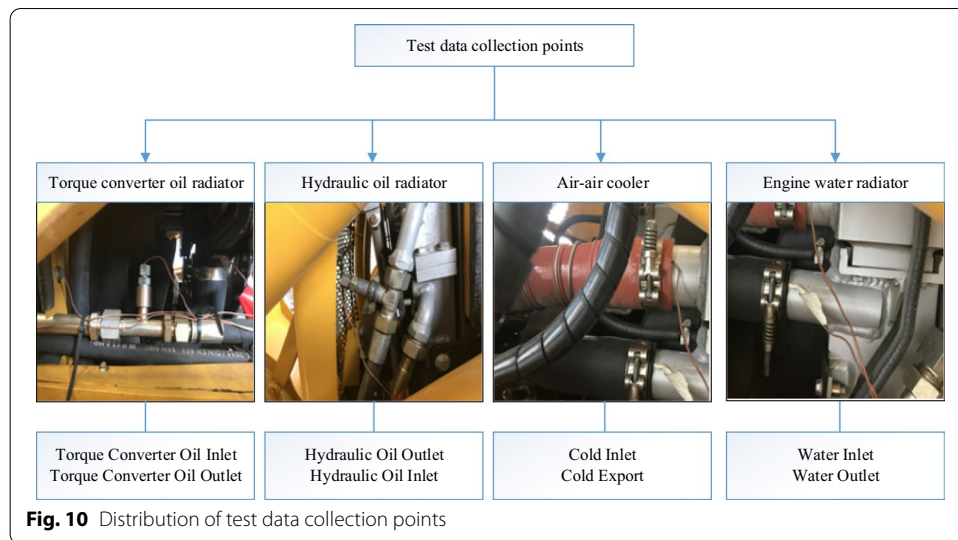 Test data collection points
Torque converter oil radiator
Hydraulic oil radiator
Air-air cooler
Engine water radiator
Torque Converter Oil Inlet
Torque Converter Oil Outlet
Hydraulic Oil Outlet
Hydraulic Oil Inlet
Cold Inlet
Cold Export
Water Inlet
Water Outlet
Fig. 10 Distribution of test data collection points